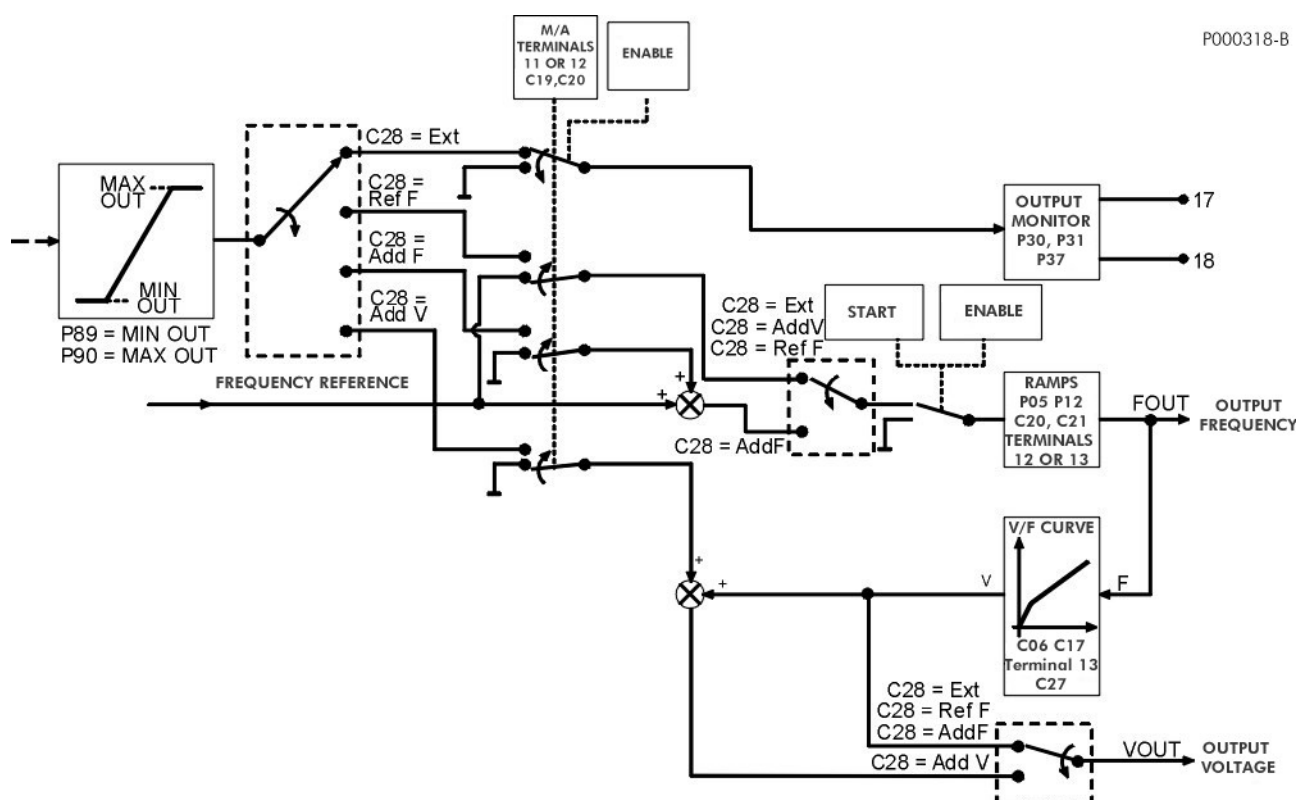 P000318-B
M/A
TERMINALS
11 OR 12
C19,C20
ENABLE
C28 = Ext
C28 =
Ref F
C28 =
Add F
C28 =
Add V
MAX
OUT
MIN
OUT
P89 = MIN OUT
P90 = MAX OUT
FREQUENCY REFERENCE
OUTPUT
MONITOR
P30, P31
P37
17
18
C28 = Ext
C28 = AddV
C28 = Ref F
START
ENABLE
+
+
C28 = AddF
RAMPS
P05 P12
C20, C21
TERMINALS
12 OR 13
FOUT
OUTPUT
FREQUENCY
V/F CURVE
F
V
C06 C17
Terminal 13
C27
+
+
C28 = Ext
C28 = Ref F
C28 = AddF
C28 = Add V
VOUT
OUTPUT
VOLTAGE